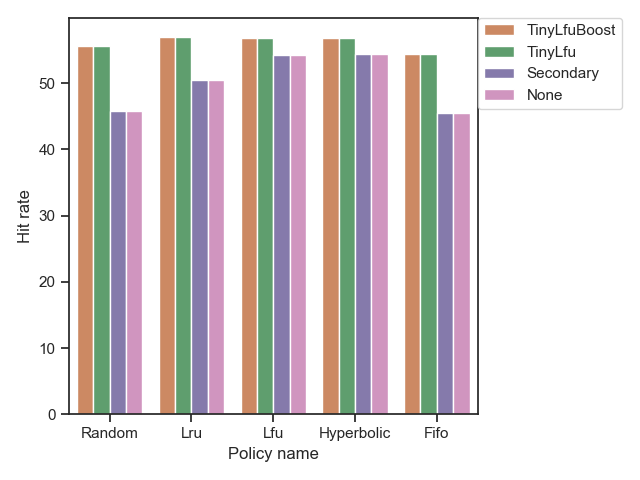 TinyLfuBoost
TinyLfu
Secondary
None
Hit rate
50
40
30
20
10
0
Random Lru Lfu Hyperbolic Fifo
Policy name